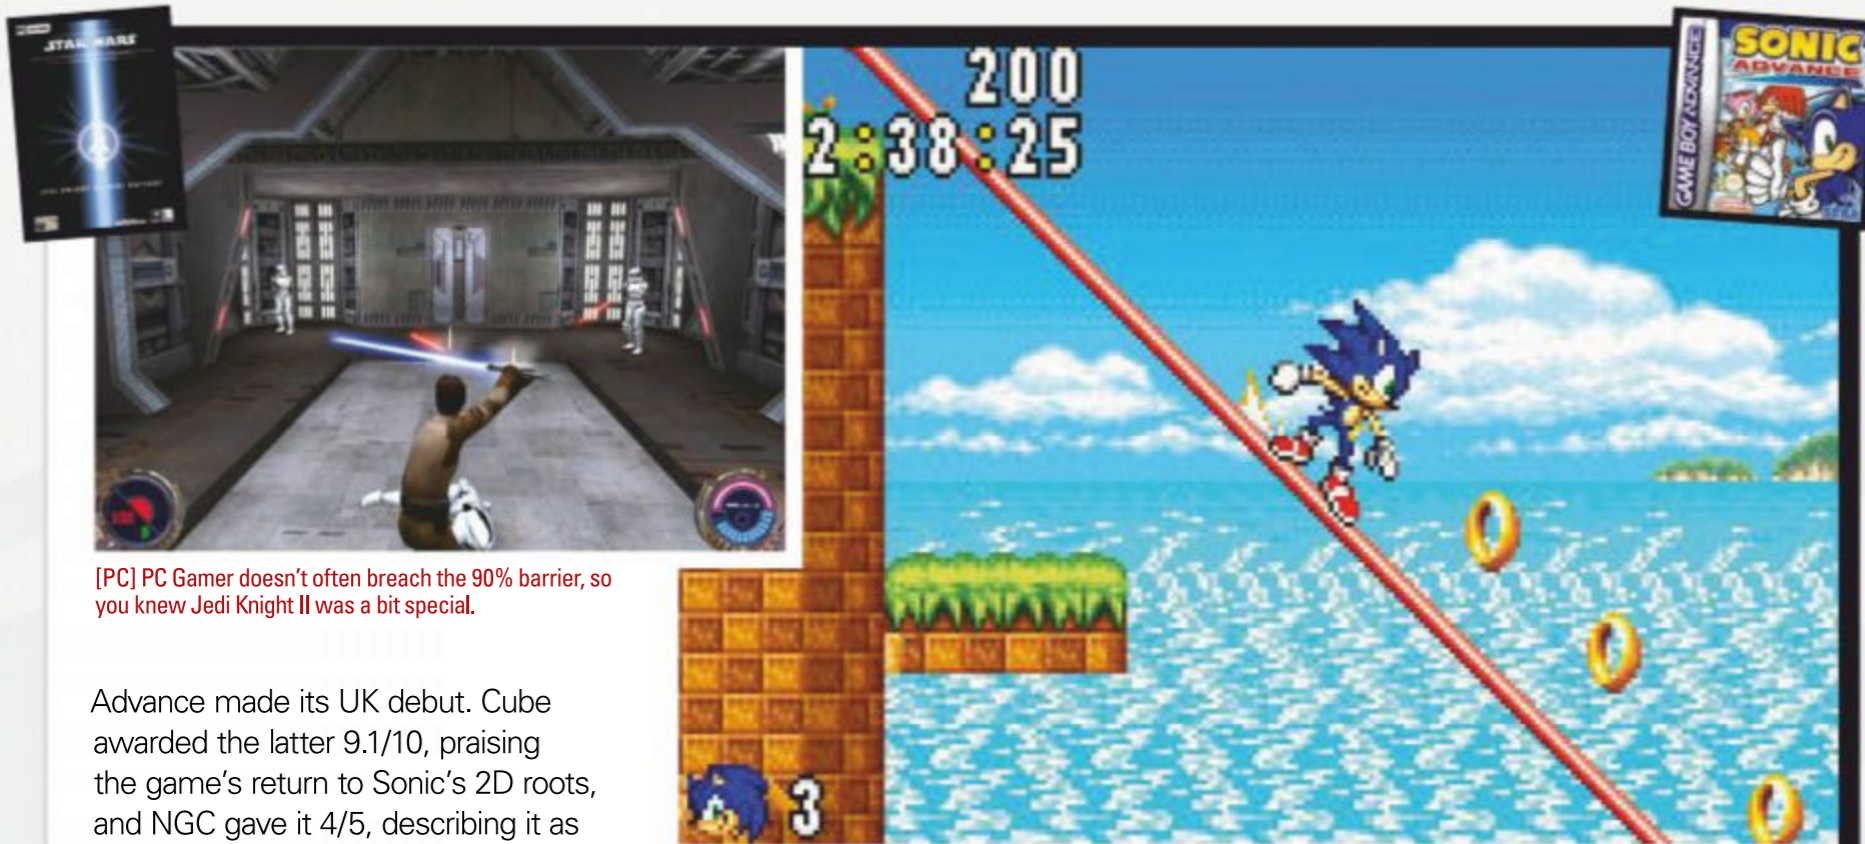 STAR WARS
200
2:38:25
SONIC
ADVANCE
GAME BOY ADVANCE
SEGA
[PC] PC Gamer doesn't often breach the 90% barrier, so
you knew Jedi Knight II was a bit special.
Advance made its UK debut. Cube
awarded the latter 9.1/10, praising
the game's return to Sonic's 2D roots,
and NGC gave it 4/5, describing it as
3